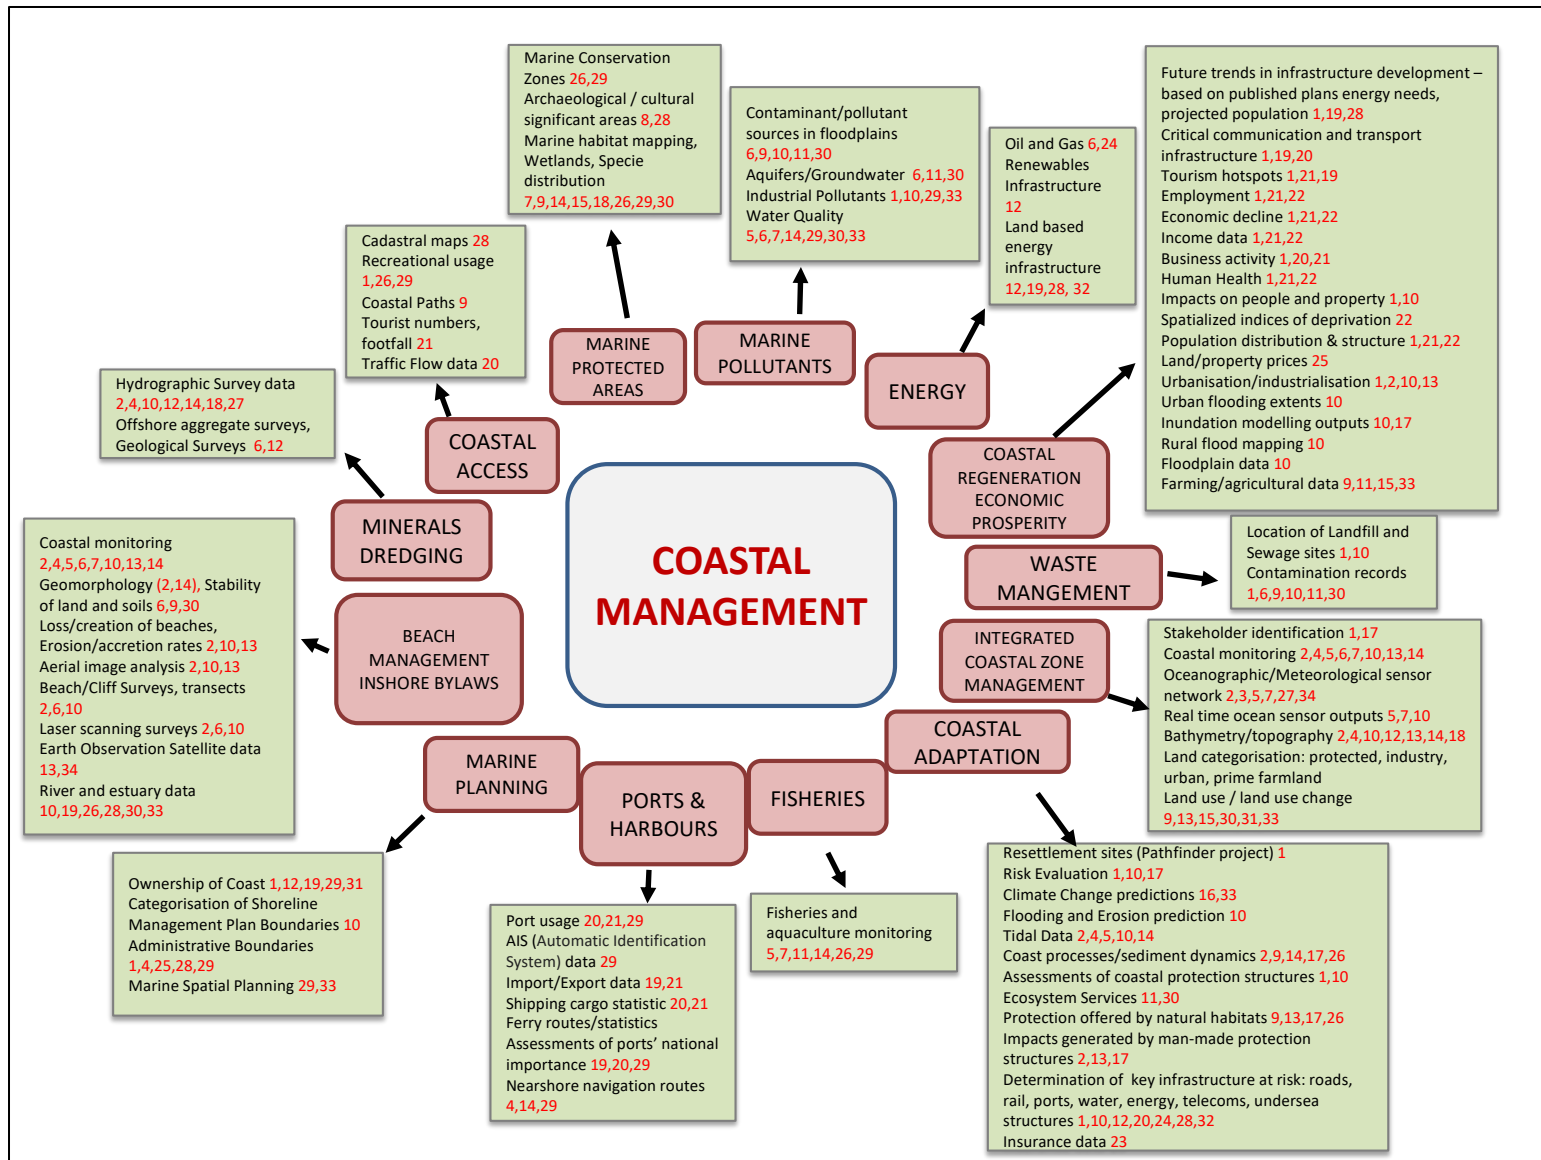 Marine Conservation
Zones 26,29
Archaeological / cultural
significant areas 8,28
Marine habitat mapping,
Wetlands, Specie
distribution
7,9,14,15,18,26,29,30
Contaminant/pollutant
sources in floodplains
6,9,10,11,30
Aquifers/Groundwater 6,11,30
Industrial Pollutants 1,10,29,33
Water Quality
5,6,7,14,29,30,33
Oil and Gas 6,24
Renewables
Infrastructure
12
Land based
energy
infrastructure
12,19,28, 32
Future trends in infrastructure development –
based on published plans energy needs,
projected population 1,19,28
Critical communication and transport
infrastructure 1,19,20
Tourism hotspots 1,21,19
Employment 1,21,22
Economic decline 1,21,22
Income data 1,21,22
Business activity 1,20,21
Human Health 1,21,22
Impacts on people and property 1,10
Spatialized indices of deprivation 22
Population distribution & structure 1,21,22
Land/property prices 25
Urbanisation/industrialisation 1,2,10,13
Urban flooding extents 10
Inundation modelling outputs 10,17
Rural flood mapping 10
Floodplain data 10
Farming/agricultural data 9,11,15,33
Cadastral maps 28
Recreational usage
1,26,29
Coastal Paths 9
Tourist numbers,
footfall 21
Traffic Flow data 20
Hydrographic Survey data
2,4,10,12,14,18,27
Offshore aggregate surveys,
Geological Surveys 6,12
MARINE
PROTECTED
AREAS
MARINE
POLLUTANTS
ENERGY
COASTAL
ACCESS
COASTAL
REGENERATION
ECONOMIC
PROSPERITY
MINERALS
DREDGING
COASTAL
MANAGEMENT
WASTE
MANGEMENT
Location of Landfill and
Sewage sites 1,10
Contamination records
1,6,9,10,11,30
Coastal monitoring
2,4,5,6,7,10,13,14
Geomorphology (2,14), Stability
of land and soils 6,9,30
Loss/creation of beaches,
Erosion/accretion rates 2,10,13
Aerial image analysis 2,10,13
Beach/Cliff Surveys, transects
2,6,10
Laser scanning surveys 2,6,10
Earth Observation Satellite data
13,34
River and estuary data
10,19,26,28,30,33
BEACH
MANAGEMENT
INSHORE BYLAWS
INTEGRATED
COASTAL ZONE
MANAGEMENT
Stakeholder identification 1,17
Coastal monitoring 2,4,5,6,7,10,13,14
Oceanographic/Meteorological sensor
network 2,3,5,7,27,34
Real time ocean sensor outputs 5,7,10
Bathymetry/topography 2,4,10,12,13,14,18
Land categorisation: protected, industry,
urban, prime farmland
Land use / land use change
9,13,15,30,31,33
COASTAL
ADAPTATION
MARINE
PLANNING
PORTS &
HARBOURS
FISHERIES
Ownership of Coast 1,12,19,29,31
Categorisation of Shoreline
Management Plan Boundaries 10
Administrative Boundaries
1,4,25,28,29
Marine Spatial Planning 29,33
Port usage 20,21,29
AIS (Automatic Identification
System) data 29
Import/Export data 19,21
Shipping cargo statistic 20,21
Ferry routes/statistics
Assessments of ports’ national
importance 19,20,29
Nearshore navigation routes
4,14,29
Fisheries and
aquaculture monitoring
5,7,11,14,26,29
Resettlement sites (Pathfinder project) 1
Risk Evaluation 1,10,17
Climate Change predictions 16,33
Flooding and Erosion prediction 10
Tidal Data 2,4,5,10,14
Coast processes/sediment dynamics 2,9,14,17,26
Assessments of coastal protection structures 1,10
Ecosystem Services 11,30
Protection offered by natural habitats 9,13,17,26
Impacts generated by man-made protection
structures 2,13,17
Determination of key infrastructure at risk: roads,
rail, ports, water, energy, telecoms, undersea
structures 1,10,12,20,24,28,32
Insurance data 23